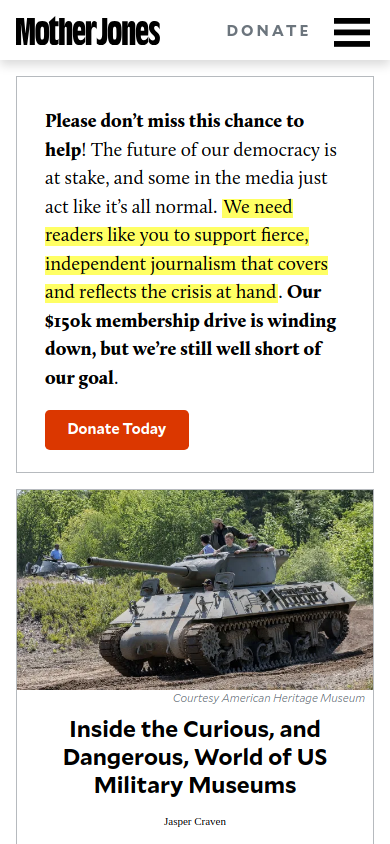 Mother Jones
DONATE
Please don’t miss this chance to
help! The future of our democracy is
at stake, and some in the media just
act like it’s all normal. We need
readers like you to support fierce,
independent journalism that covers
and reflects the crisis at hand. Our
$150k membership drive is winding
down, but we’re still well short of
our goal.
Donate Today
Courtesy American Heritage Museum
Inside the Curious, and
Dangerous, World of US
Military Museums
Jasper Craven